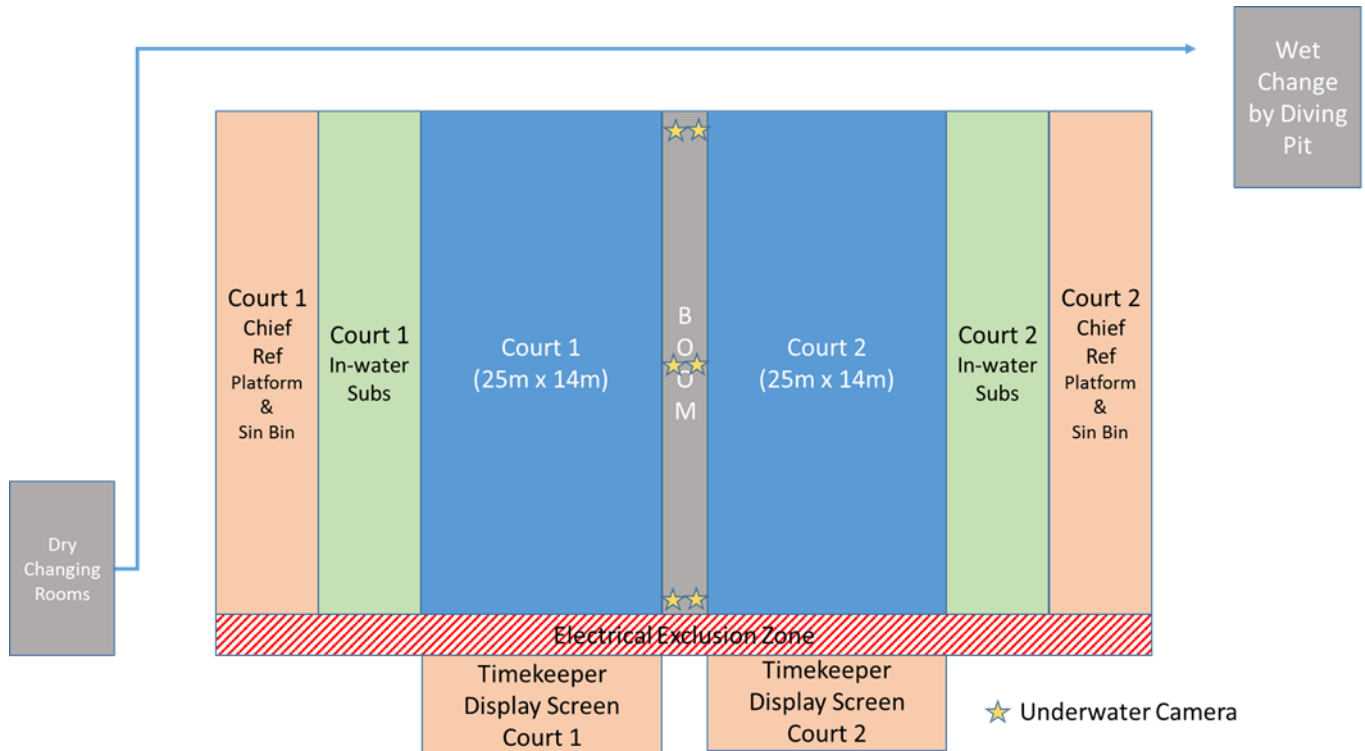 Wet
Change
by Diving
Pit
Court 1
Chief
Ref
Platform
&
Sin Bin
Court 1
In-water
Subs
Court 1
(25m x 14m)
B
O
O
M
Court 2
(25m x 14m)
Court 2
In-water
Subs
Court 2
Chief
Ref
Platform
&
Sin Bin
Dry
Changing
Rooms
Electrical Exclusion Zone
Timekeeper
Display Screen
Court 1
Timekeeper
Display Screen
Court 2
Underwater Camera